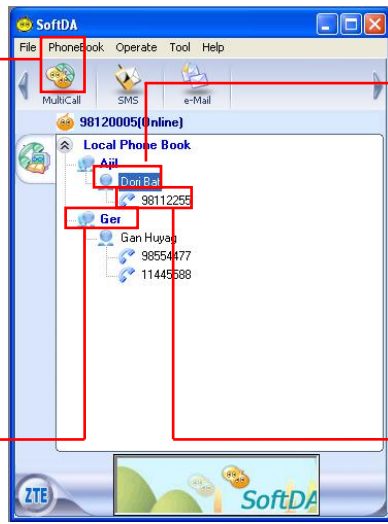 SoftDA
File PhoneBook Operate Tool Help
MultiCall SMS e-Mail
98120005(Online)
Local Phone Book
Ajil
Dori Bat
98112255
Ger
Gan Huyag
98554477
11445588
ZTE
SoftDA